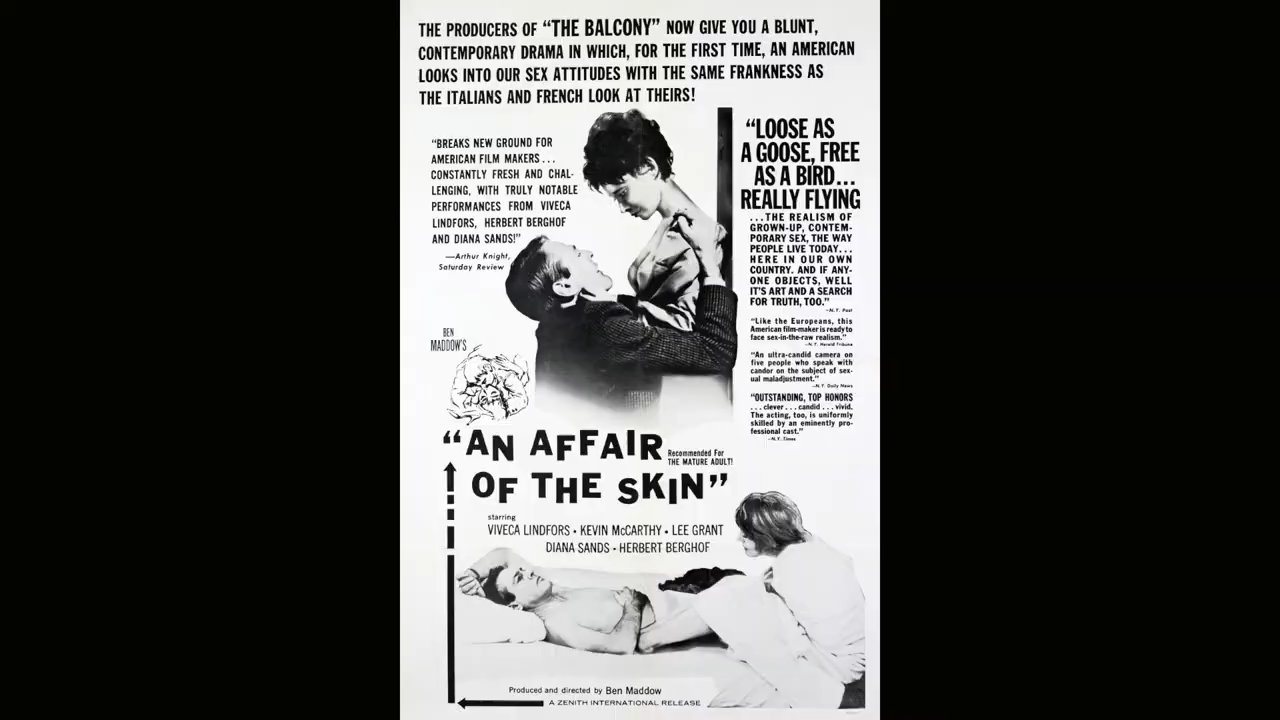 THE PRODUCERS OF "THE BALCONY" NOW GIVE YOU A BLUNT,
CONTEMPORARY DRAMA IN WHICH, FOR THE FIRST TIME, AN AMERICAN
LOOKS INTO OUR SEX ATTITUDES WITH THE SAME FRANKNESS AS
THE ITALIANS AND FRENCH LOOK AT THEIRS!
"BREAKS NEW GROUND FOR
AMERICAN FILM MAKERS...
CONSTANTLY FRESH AND CHAL-
LENGING, WITH TRULY NOTABLE
PERFORMANCES FROM VIVECA
LINDFORS, HERBERT BERGHOF
AND DIANA SANDS!"
—Arthur Knight,
Saturday Review
"LOOSE AS
A GOOSE, FREE
AS A BIRD...
REALLY FLYING
...THE REALISM OF
GROWN-UP, CONTEM-
PORARY SEX, THE WAY
PEOPLE LIVE TODAY...
HERE IN OUR OWN
COUNTRY. AND IF ANY-
ONE OBJECTS, WELL
IT'S ART AND A SEARCH
FOR TRUTH, TOO."
—N.Y. Post
"Like the Europeans, this
American film-maker is ready to
face sex-in-the-raw realism."
—N.Y. Herald Tribune
"An ultra-candid camera on
five people who speak with
candor on the subject of sex-
ual maladjustment."
—N.Y. Daily News
"OUTSTANDING, TOP HONORS
...clever...candid...vivid.
The acting, too, is uniformly
skilled by an eminently pro-
fessional cast."
—N.Y. Times
BEN
MADDOW'S
"AN AFFAIR
OF THE SKIN"
Recommended For
THE MATURE ADULT!
starring
VIVECA LINDFORS • KEVIN McCARTHY • LEE GRANT
DIANA SANDS • HERBERT BERGHOF
Produced and directed by Ben Maddow
A ZENITH INTERNATIONAL RELEASE